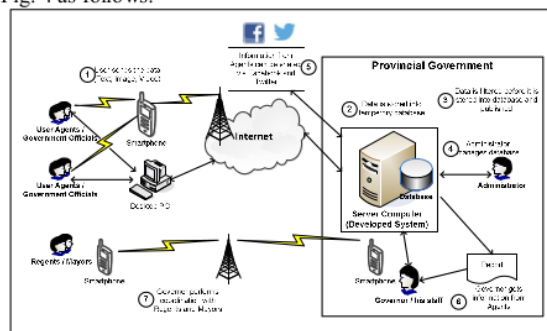 Fig. 4 as follows:
1
User sends the data
(Text, Image, Video)
Information from
Agents can be shared
via Facebook and
Twitter
5
Provincial Government
2
Data is stored into
temporary database
3
Data is filtered before it is
stored into database and
published
User Agents /
Government Officials
Smartphone
Internet
4
Administrator
manages database
User Agents /
Government Officials
Desktop PC
Database
Administrator
Server Computer
(Developed System)
Regents / Mayors
Smartphone
Smartphone
Report
7
Governor performs
coordination with
Regents and Mayors
Governor / his staff
6
Governor gets
information from
Agents